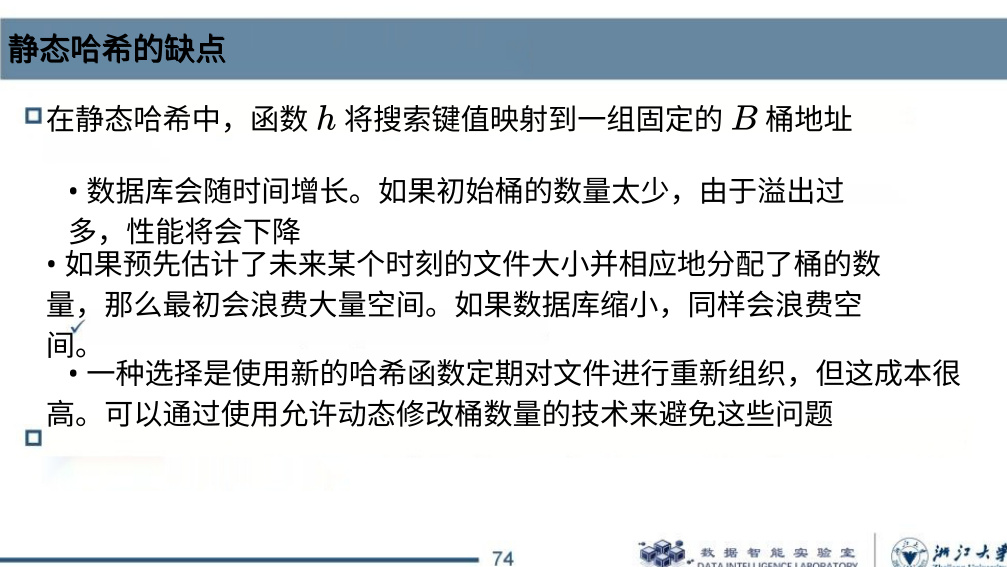 静态哈希的缺点
在静态哈希中，函数 h 将搜索键值映射到一组固定的 B 桶地址
• 数据库会随时间增长。如果初始桶的数量太少，由于溢出过
多，性能将会下降
• 如果预先估计了未来某个时刻的文件大小并相应地分配了桶的数
量，那么最初会浪费大量空间。如果数据库缩小，同样会浪费空
间。
• 一种选择是使用新的哈希函数定期对文件进行重新组织，但这成本很
高。可以通过使用允许动态修改桶数量的技术来避免这些问题
74
数据智能实验室
DATA INTELLIGENCE LABORATORY
浙江大学
Zhejiang University